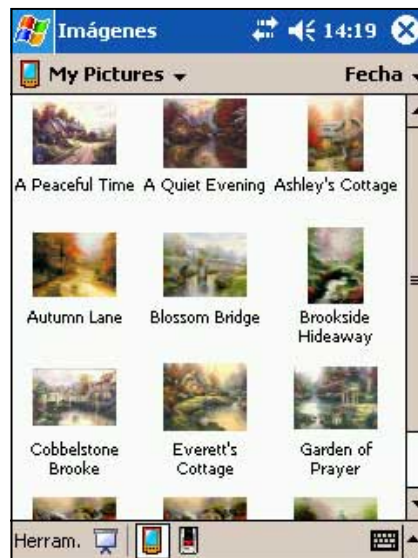 Imágenes 14:19
My Pictures Fecha
A Peaceful Time A Quiet Evening Ashley's Cottage
Autumn Lane Blossom Bridge Brookside
Hideaway
Cobbelstone Everett's Garden of
Brooke Cottage Prayer
Herram.